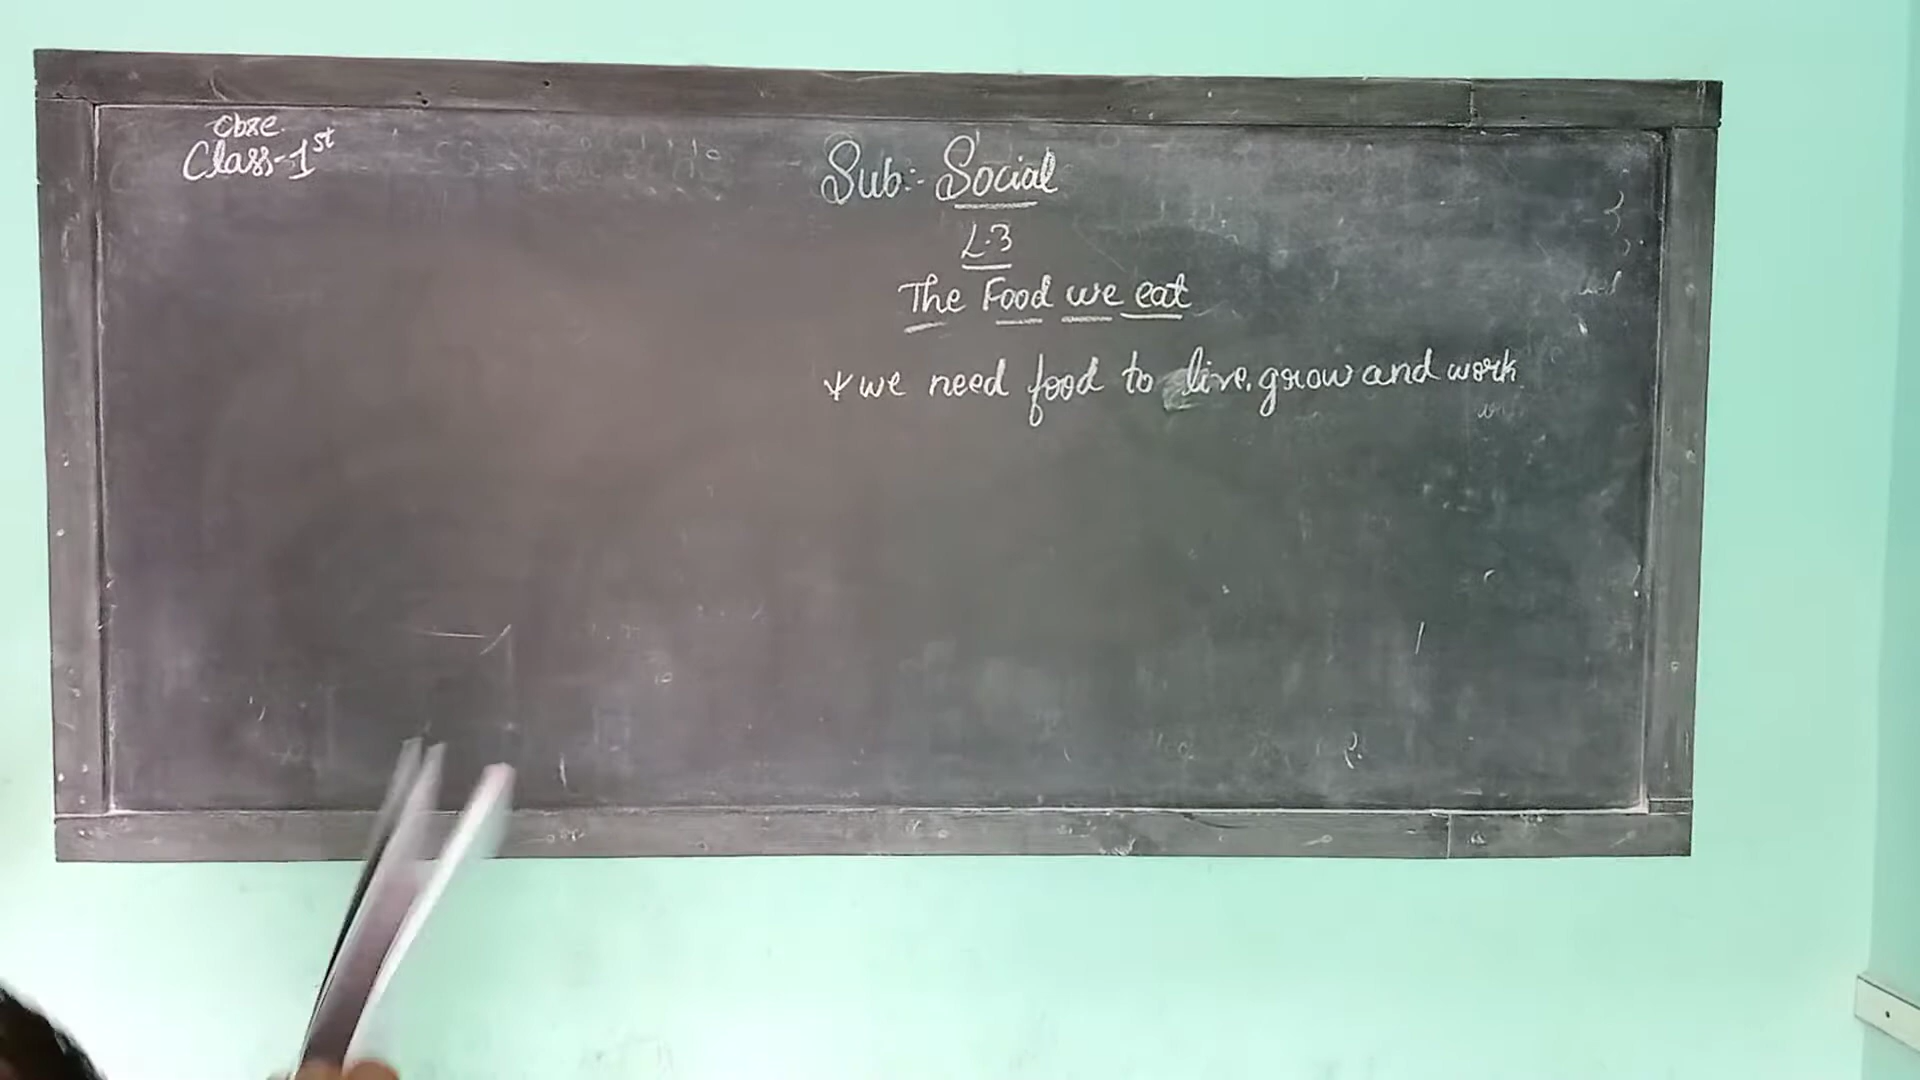 Cbse.
Class-1st
Sub:- Social
L.3
The Food we eat
* we need food to live, grow and work